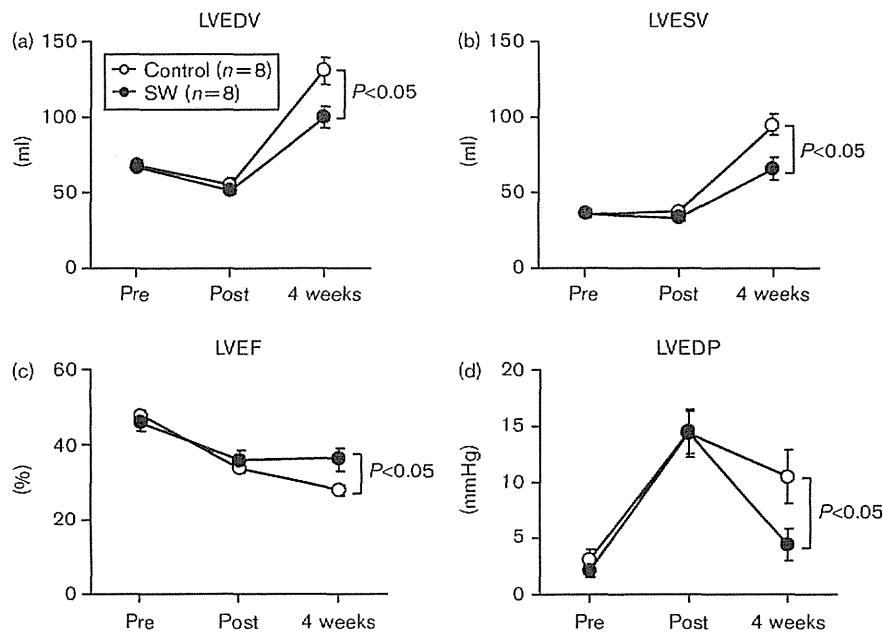 LVEDV
(a)
150
100
50
0
(ml)
Control (n=8)
SW (n=8)
P<0.05
Pre
Post
4 weeks
LVESV
(b)
150
100
50
0
(ml)
P<0.05
Pre
Post
4 weeks
LVEF
(c)
60
40
20
0
(%)
P<0.05
Pre
Post
4 weeks
LVEDP
(d)
20
15
10
5
0
(mmHg)
P<0.05
Pre
Post
4 weeks